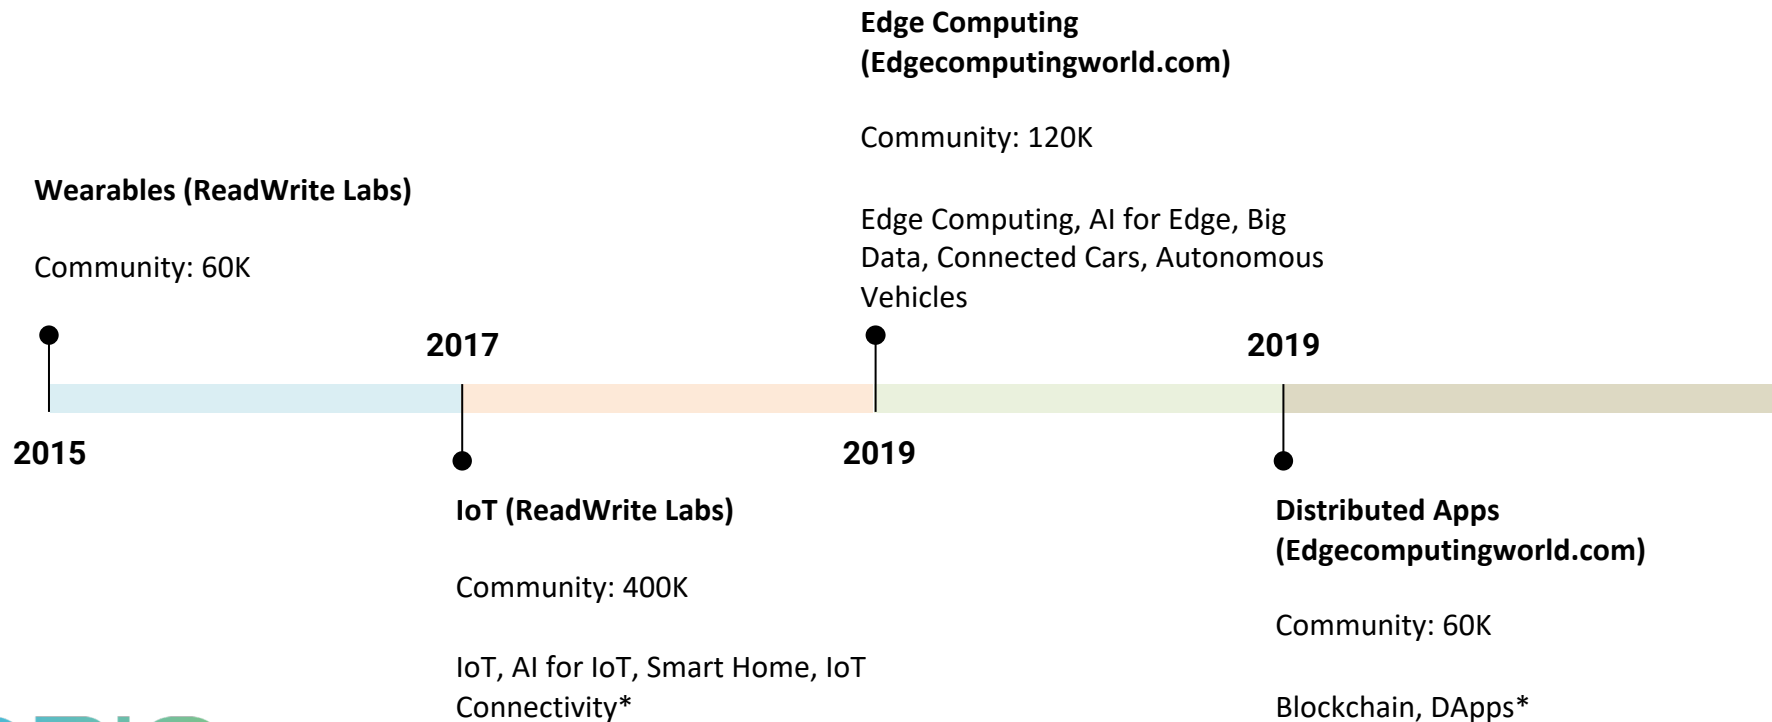 Edge Computing
(Edgecomputingworld.com)
Community: 120K
Edge Computing, AI for Edge, Big
Data, Connected Cars, Autonomous
Vehicles
Wearables (ReadWrite Labs)
Community: 60K
2017
2019
2015
2019
IoT (ReadWrite Labs)
Community: 400K
IoT, AI for IoT, Smart Home, IoT
Connectivity*
Distributed Apps
(Edgecomputingworld.com)
Community: 60K
Blockchain, DApps*